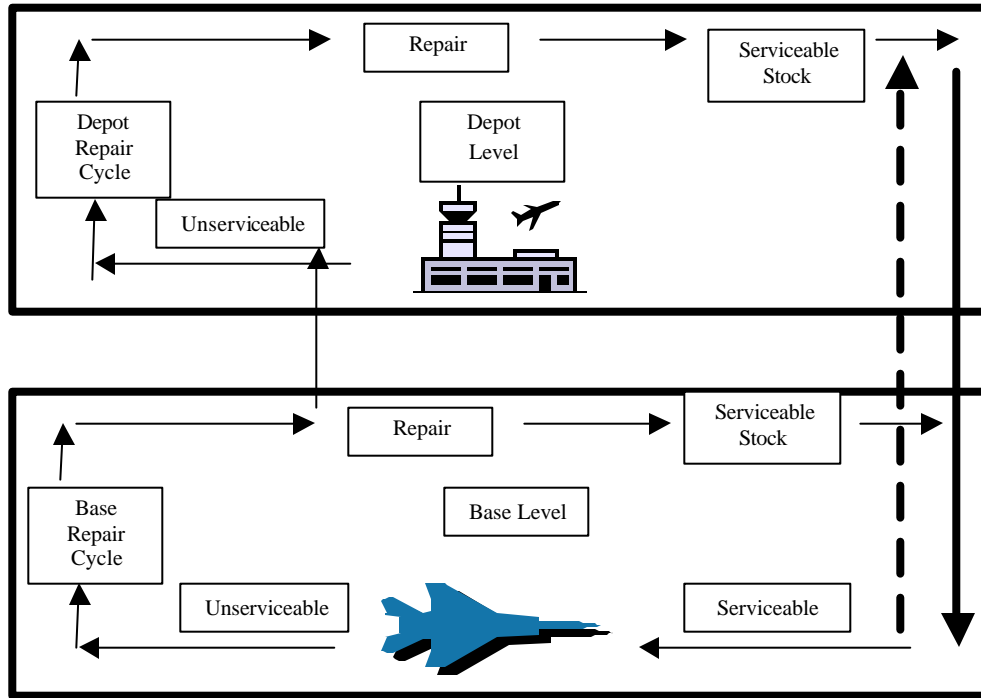 Repair
Serviceable
Stock
Depot
Repair
Cycle
Depot
Level
Unserviceable
Repair
Serviceable
Stock
Base
Repair
Cycle
Base Level
Unserviceable
Serviceable